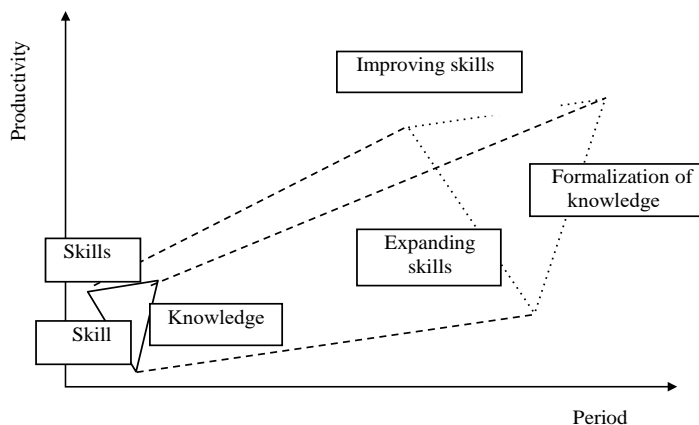 Productivity
Improving skills
Formalization of
knowledge
Skills
Expanding
skills
Knowledge
Skill
Period